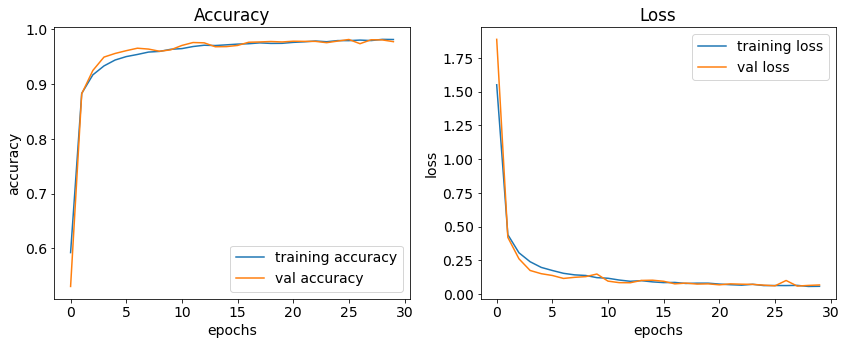 Accuracy
1.0
0.9
0.8
0.7
0.6
accuracy
training accuracy
val accuracy
0 5 10 15 20 25 30
epochs
Loss
1.75
1.50
1.25
1.00
0.75
0.50
0.25
0.00
loss
training loss
val loss
0 5 10 15 20 25 30
epochs